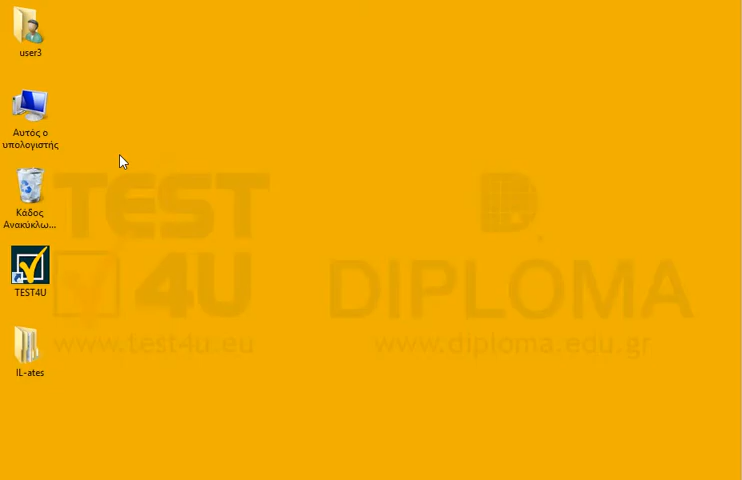 user3
Αυτός ο
υπολογιστής
Κάδος
Ανακύκλω...
TEST4U
IL-ates
TEST
4U
www.test4u.eu
D.
DIPLOMA
www.diploma.edu.gr